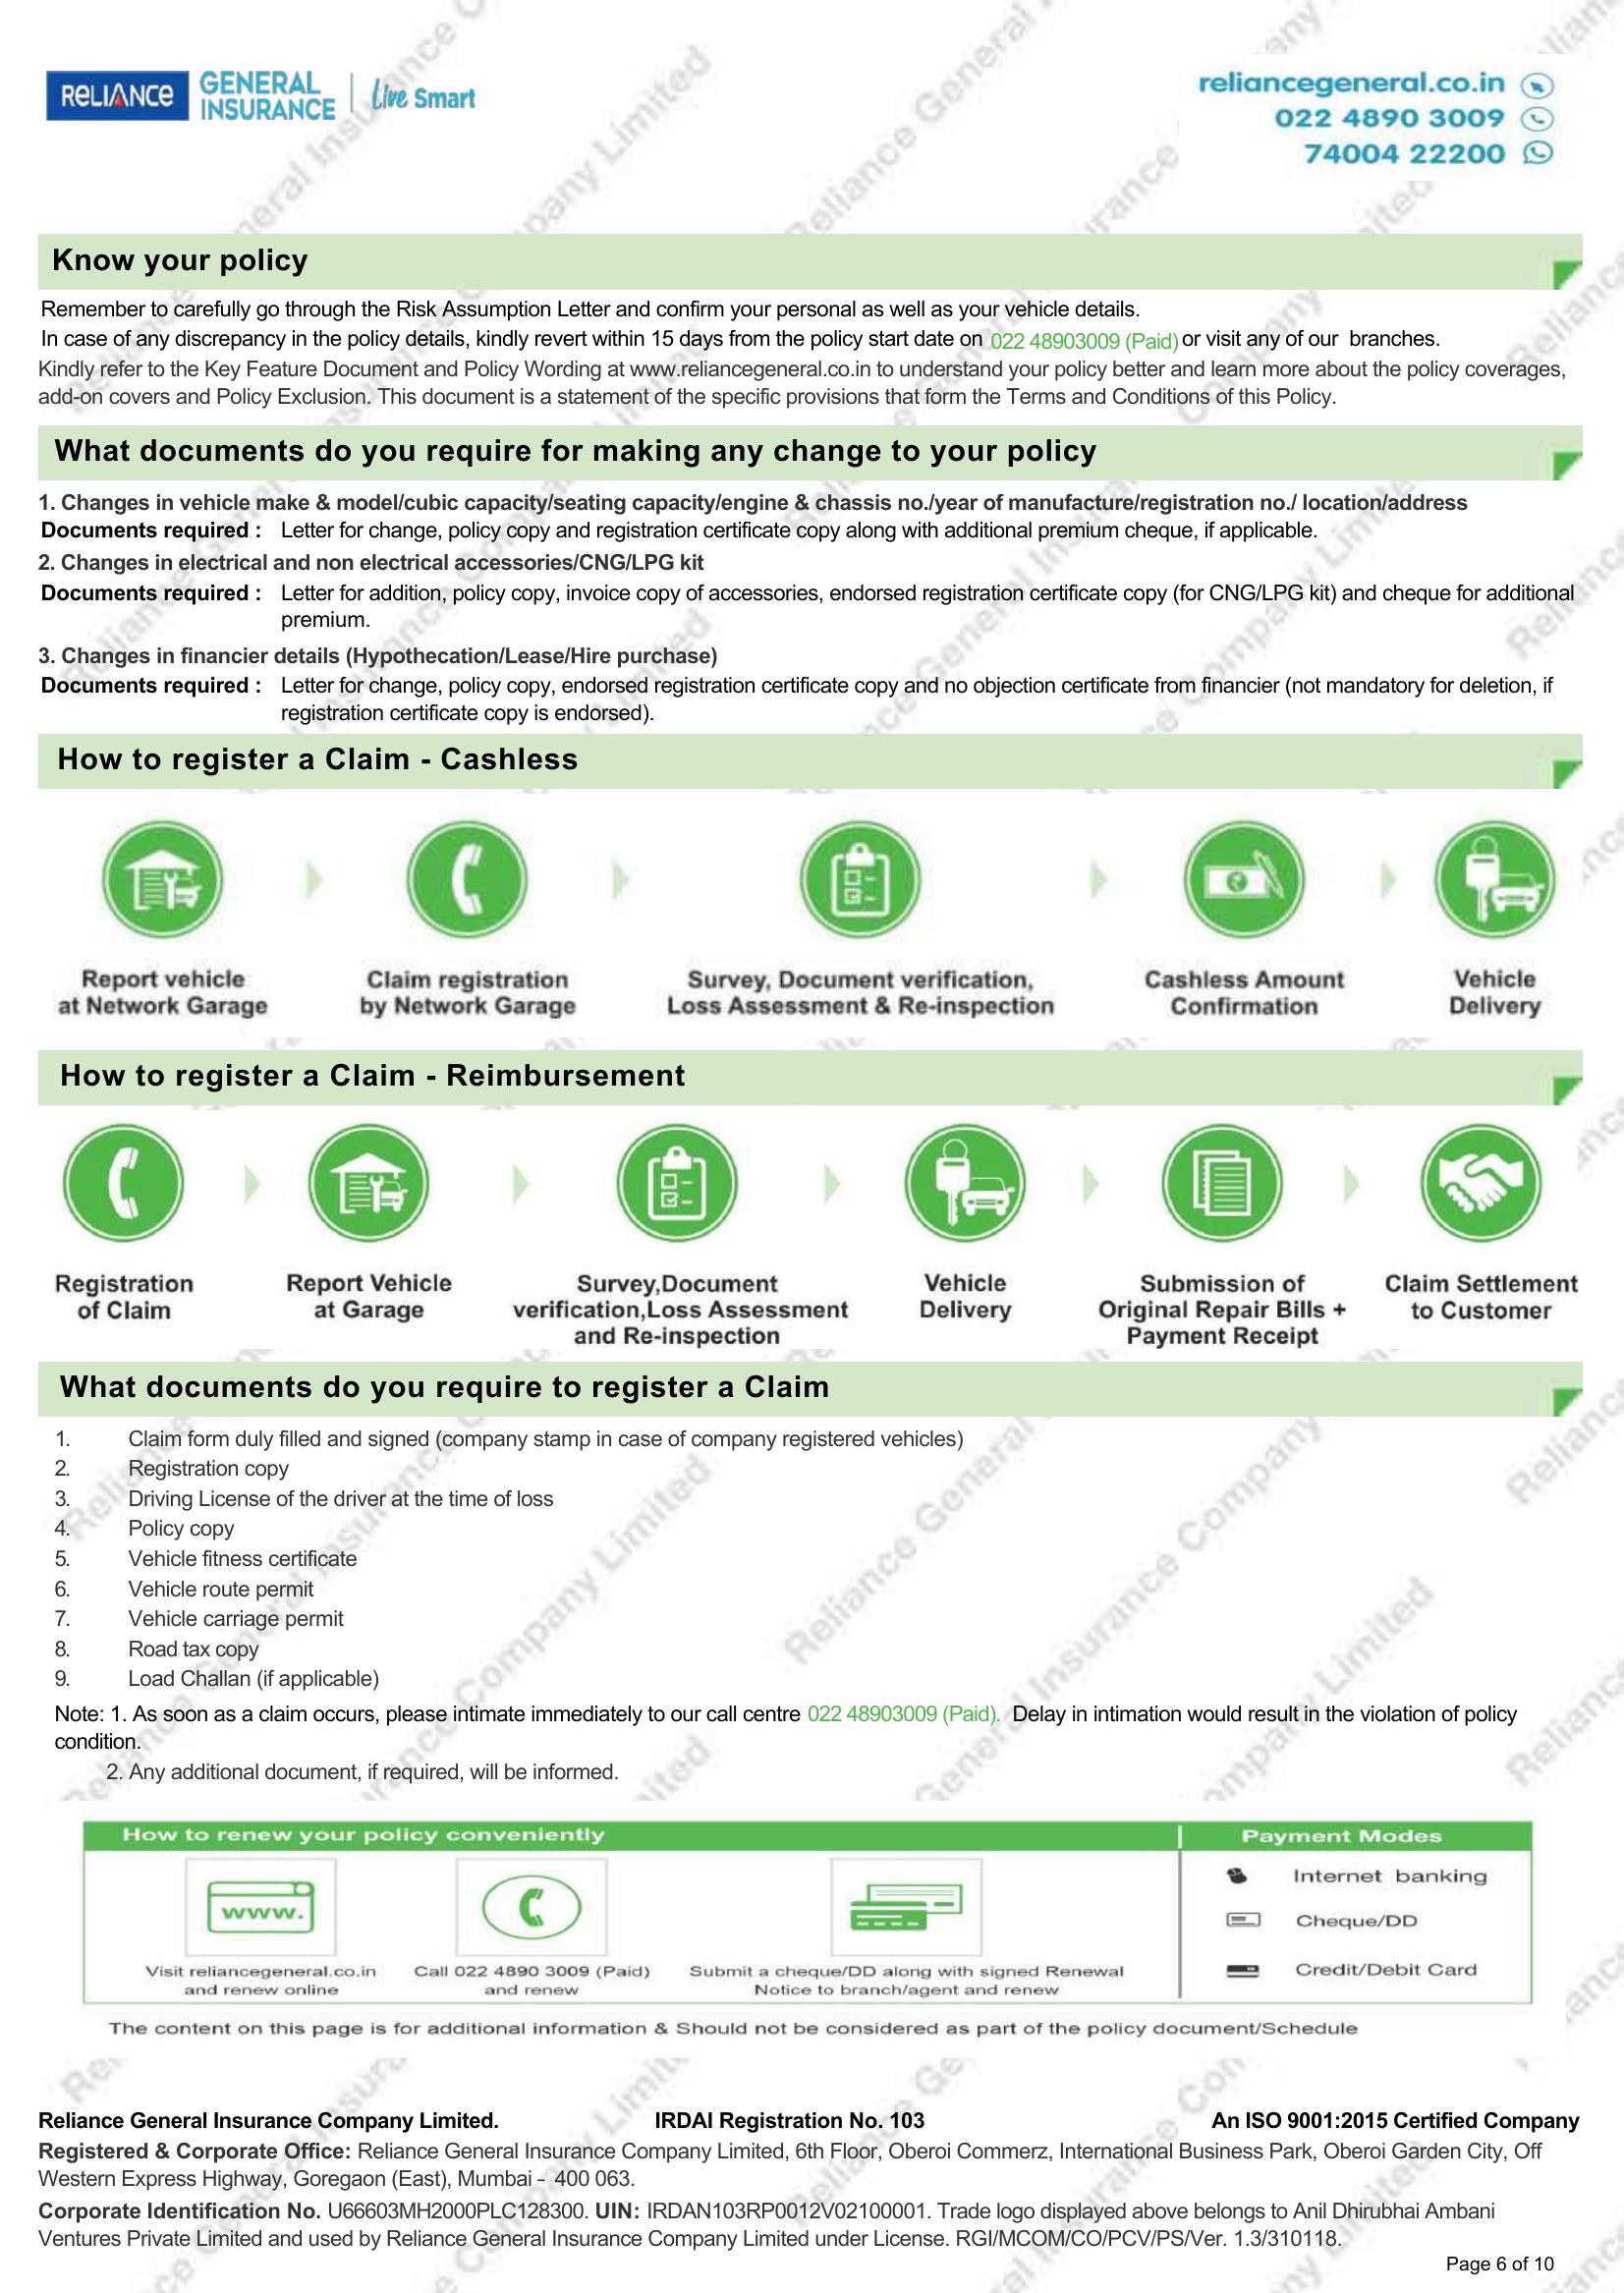 RELIANCE GENERAL INSURANCE Live Smart
reliancegeneral.co.in
022 4890 3009
74004 22200
Know your policy
Remember to carefully go through the Risk Assumption Letter and confirm your personal as well as your vehicle details.
In case of any discrepancy in the policy details, kindly revert within 15 days from the policy start date on 022 48903009 (Paid) or visit any of our branches.
Kindly refer to the Key Feature Document and Policy Wording at www.reliancegeneral.co.in to understand your policy better and learn more about the policy coverages,
add-on covers and Policy Exclusion. This document is a statement of the specific provisions that form the Terms and Conditions of this Policy.
What documents do you require for making any change to your policy
1. Changes in vehicle make & model/cubic capacity/seating capacity/engine & chassis no./year of manufacture/registration no./ location/address
Documents required : Letter for change, policy copy and registration certificate copy along with additional premium cheque, if applicable.
2. Changes in electrical and non electrical accessories/CNG/LPG kit
Documents required : Letter for addition, policy copy, invoice copy of accessories, endorsed registration certificate copy (for CNG/LPG kit) and cheque for additional
premium.
3. Changes in financier details (Hypothecation/Lease/Hire purchase)
Documents required : Letter for change, policy copy, endorsed registration certificate copy and no objection certificate from financier (not mandatory for deletion, if
registration certificate copy is endorsed).
How to register a Claim - Cashless
Report vehicle
at Network Garage
Claim registration
by Network Garage
Survey, Document verification,
Loss Assessment & Re-inspection
Cashless Amount
Confirmation
Vehicle
Delivery
How to register a Claim - Reimbursement
Registration
of Claim
Report Vehicle
at Garage
Survey,Document
verification,Loss Assessment
and Re-inspection
Vehicle
Delivery
Submission of
Original Repair Bills +
Payment Receipt
Claim Settlement
to Customer
What documents do you require to register a Claim
1. Claim form duly filled and signed (company stamp in case of company registered vehicles)
2. Registration copy
3. Driving License of the driver at the time of loss
4. Policy copy
5. Vehicle fitness certificate
6. Vehicle route permit
7. Vehicle carriage permit
8. Road tax copy
9. Load Challan (if applicable)
Note: 1. As soon as a claim occurs, please intimate immediately to our call centre 022 48903009 (Paid). Delay in intimation would result in the violation of policy
condition.
2. Any additional document, if required, will be informed.
How to renew your policy conveniently
www.
Visit reliancegeneral.co.in
and renew online
Call 022 4890 3009 (Paid)
and renew
Submit a cheque/DD along with signed Renewal
Notice to branch/agent and renew
Payment Modes
Internet banking
Cheque/DD
Credit/Debit Card
The content on this page is for additional information & Should not be considered as part of the policy document/Schedule
Reliance General Insurance Company Limited. IRDAI Registration No. 103 An ISO 9001:2015 Certified Company
Registered & Corporate Office: Reliance General Insurance Company Limited, 6th Floor, Oberoi Commerz, International Business Park, Oberoi Garden City, Off
Western Express Highway, Goregaon (East), Mumbai - 400 063.
Corporate Identification No. U66603MH2000PLC128300. UIN: IRDAN103RP0012V02100001. Trade logo displayed above belongs to Anil Dhirubhai Ambani
Ventures Private Limited and used by Reliance General Insurance Company Limited under License. RGI/MCOM/CO/PCV/PS/Ver. 1.3/310118.
Page 6 of 10